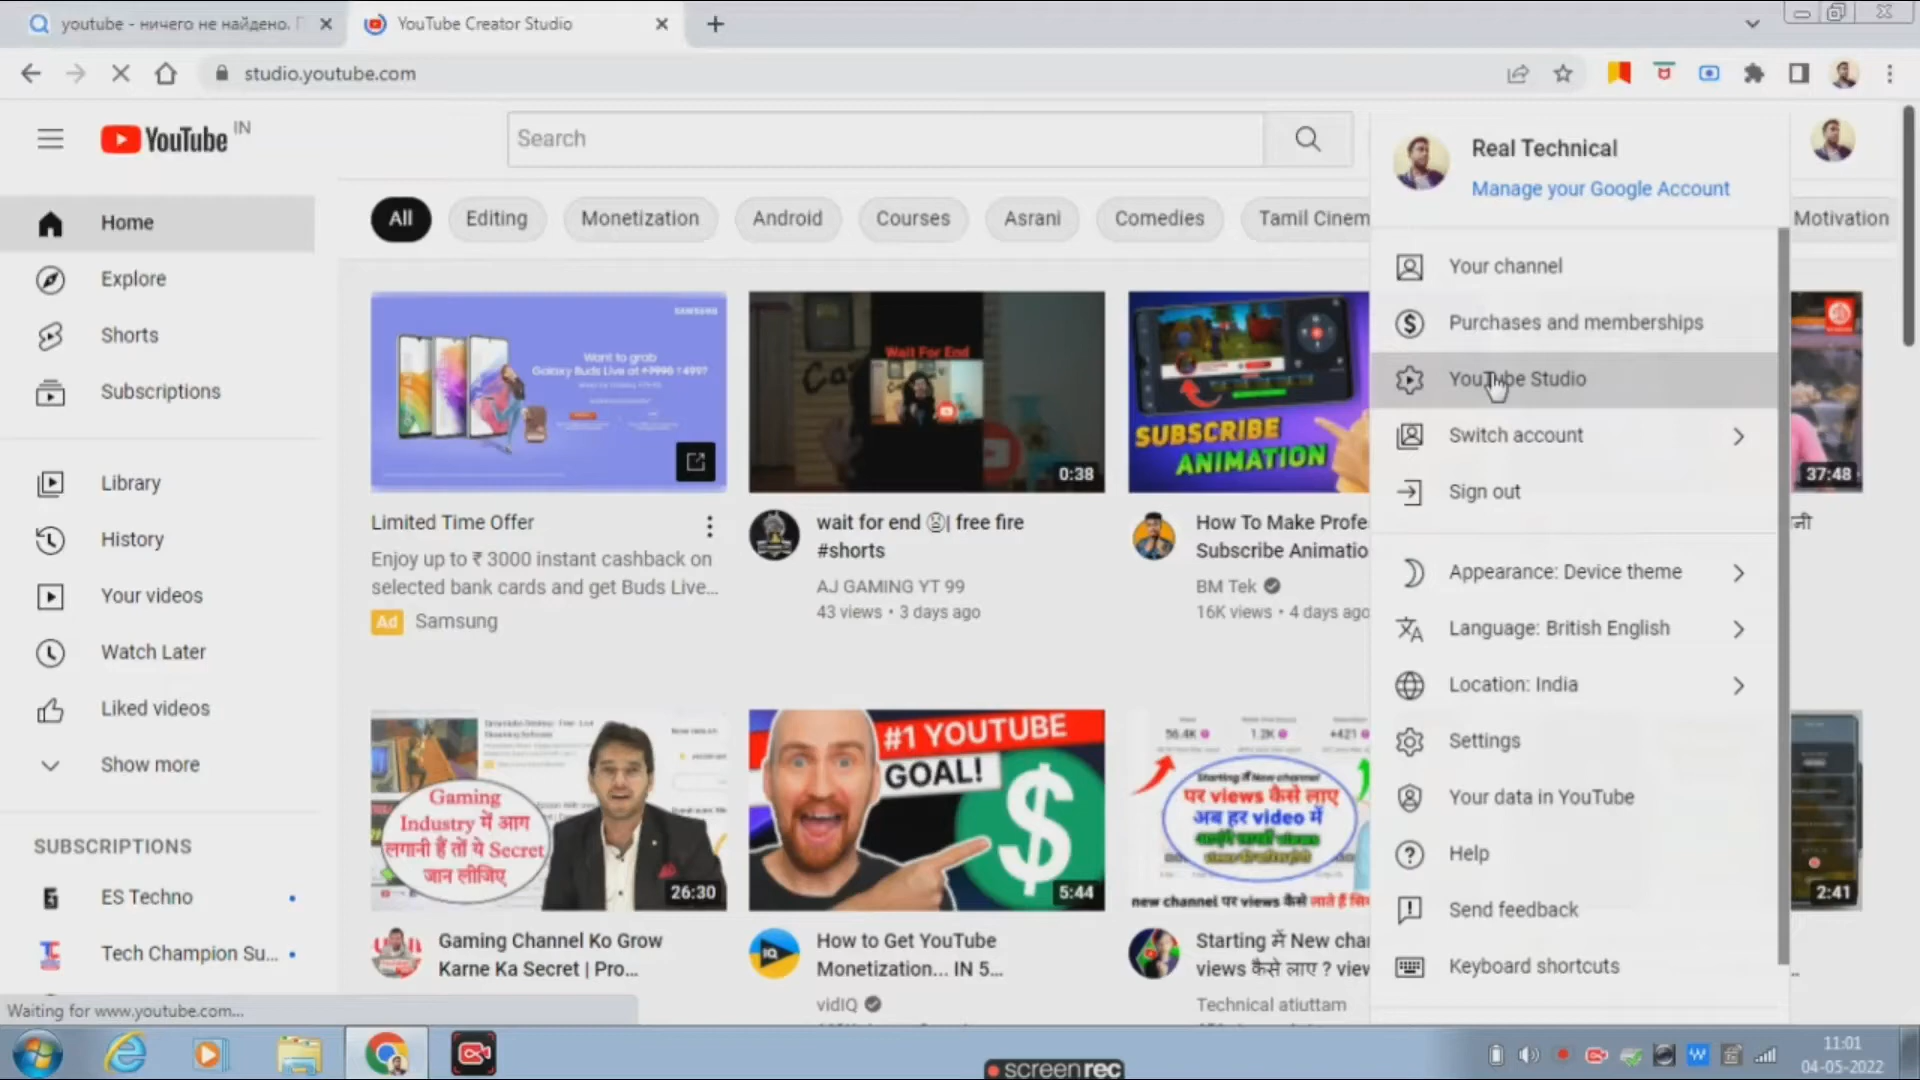 youtube - ничего не найдено.
YouTube Creator Studio
studio.youtube.com
YouTube IN
Search
Real Technical
Manage your Google Account
All
Editing
Monetization
Android
Courses
Asrani
Comedies
Tamil Cinem
Motivation
Home
Explore
Shorts
Subscriptions
Library
History
Your videos
Watch Later
Liked videos
Show more
SUBSCRIPTIONS
ES Techno
Tech Champion Su...
SAMSUNG
Want to grab
Galaxy Buds Live at
Limited Time Offer
Enjoy up to ₹ 3000 instant cashback on
selected bank cards and get Buds Live...
Ad Samsung
Wait For End
0:38
wait for end | free fire
#shorts
AJ GAMING YT 99
43 views • 3 days ago
SUBSCRIBE
ANIMATION
How To Make Profe
Subscribe Animatio
BM Tek
16K views • 4 days ago
37:48
नी
Gaming
Industry में आग
लगानी हैं तों ये Secret
जान लीजिए
26:30
Gaming Channel Ko Grow
Karne Ka Secret | Pro...
#1 YOUTUBE
GOAL!
$
5:44
How to Get YouTube
Monetization... IN 5...
vidIQ
56.4K
1.2K
+421
Starting में New channel
पर views कैसे लाए
अब हर video में
new channel पर views कैसे लाते हैं
Starting में New cha
views कैसे लाए ? view
Technical atiuttam
2:41
Your channel
Purchases and memberships
YouTube Studio
Switch account
Sign out
Appearance: Device theme
Language: British English
Location: India
Settings
Your data in YouTube
Help
Send feedback
Keyboard shortcuts
Waiting for www.youtube.com...
screenrec
11:01
04-05-2022